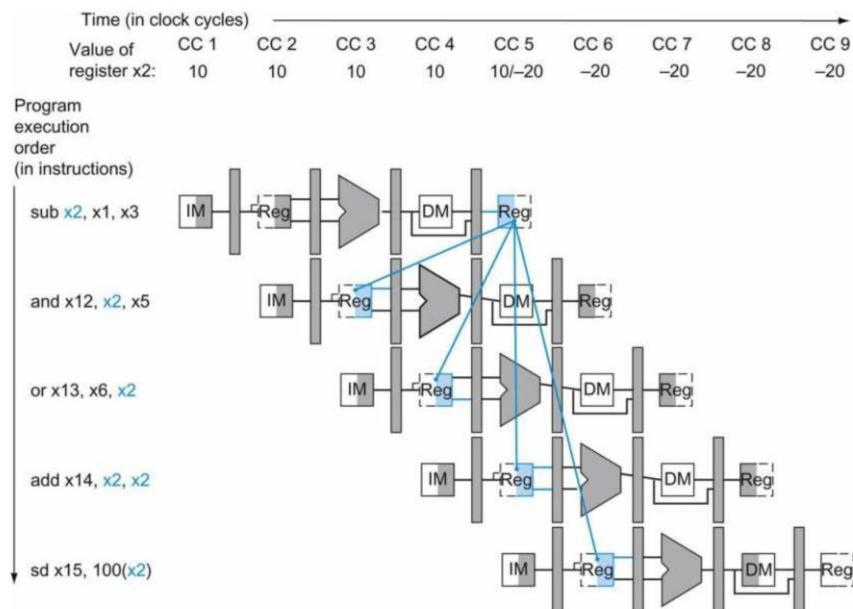 Time (in clock cycles)
Value of CC 1 CC 2 CC 3 CC 4 CC 5 CC 6 CC 7 CC 8 CC 9
register x2: 10 10 10 10 10/–20 –20 –20 –20 –20
Program
execution
order
(in instructions)
sub x2, x1, x3 IM Reg DM Reg
and x12, x2, x5 IM Reg DM Reg
or x13, x6, x2 IM Reg DM Reg
add x14, x2, x2 IM Reg DM Reg
sd x15, 100(x2) IM Reg DM Reg